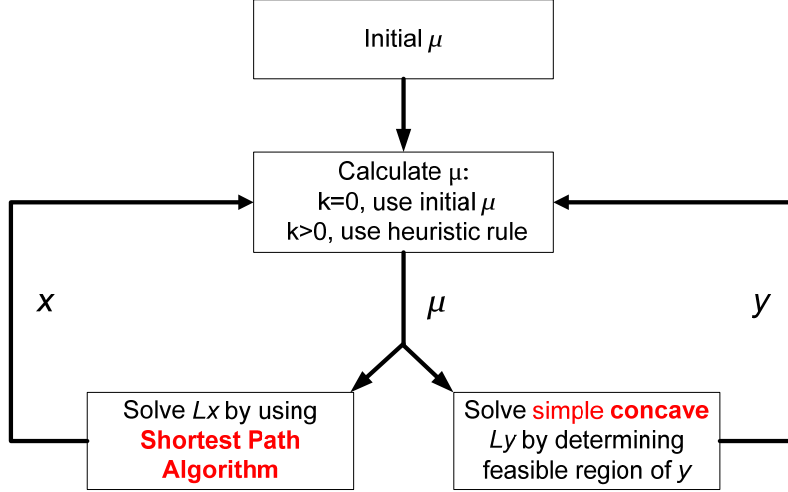 Initial μ
Calculate μ:
k=0, use initial μ
k>0, use heuristic rule
x
μ
y
Solve Lx by using
Shortest Path
Algorithm
Solve simple concave
Ly by determining
feasible region of y